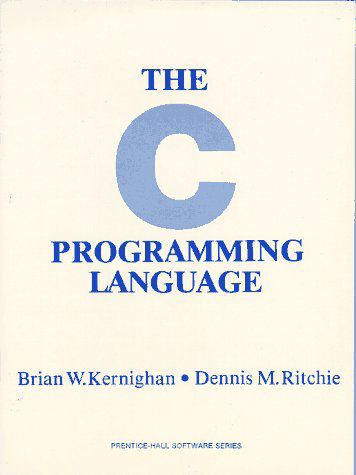 THE
C
PROGRAMMING
LANGUAGE
Brian W. Kernighan • Dennis M. Ritchie
PRENTICE-HALL SOFTWARE SERIES